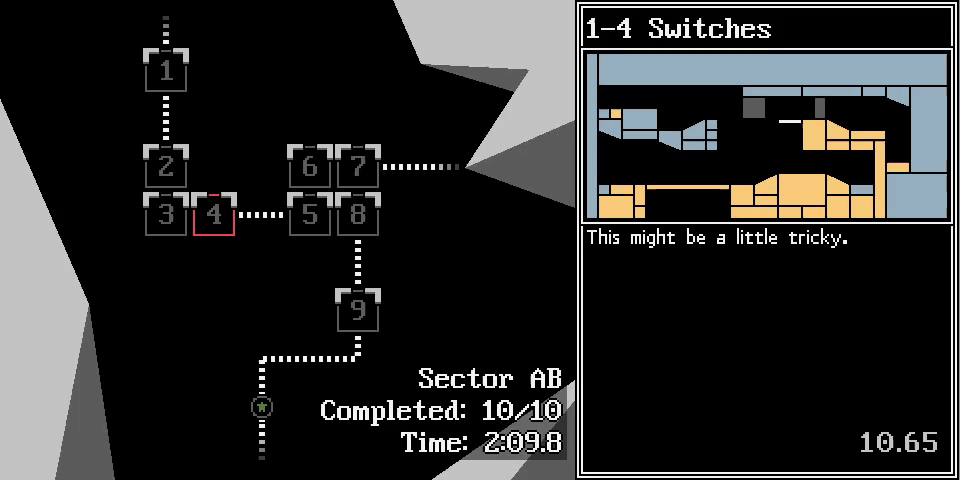 1-4 Switches
1
2
6 7
3 4 5 8
This might be a little tricky.
9
Sector AB
Completed: 10/10
Time: 2:09.8
10.65